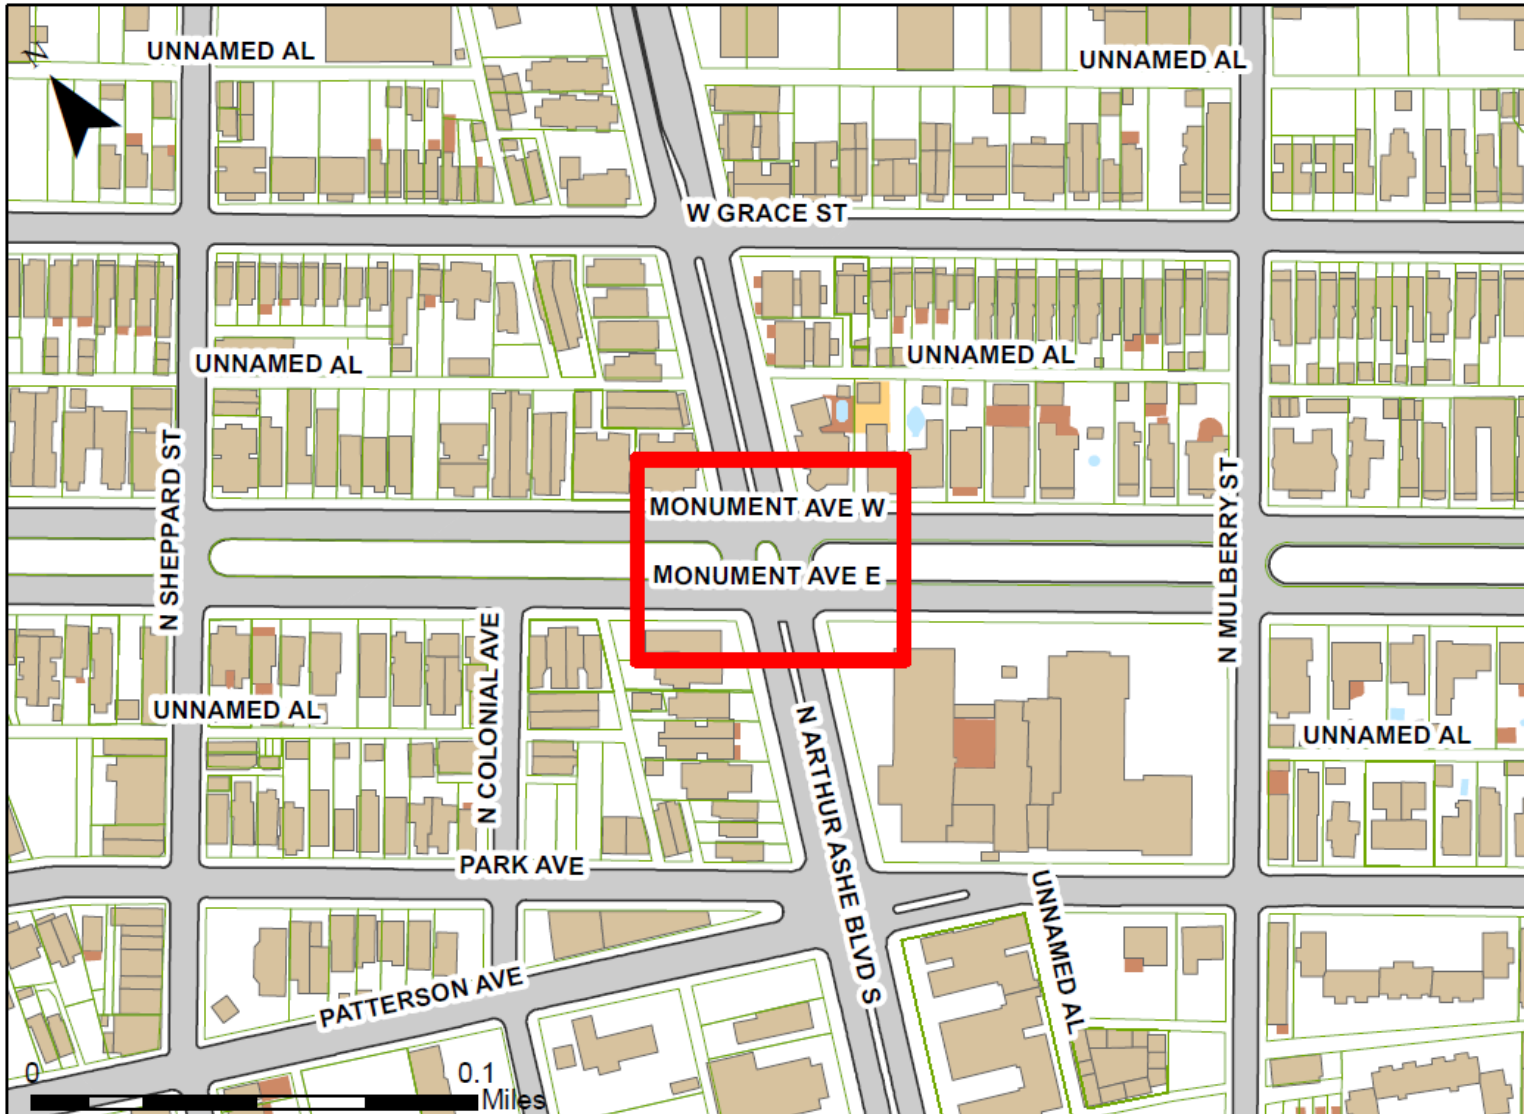 N
UNNAMED AL
UNNAMED AL
W GRACE ST
UNNAMED AL
UNNAMED AL
N SHEPPARD ST
MONUMENT AVE W
MONUMENT AVE E
N MULBERRY ST
N COLONIAL AVE
UNNAMED AL
N ARTHUR ASHE BLVD S
UNNAMED AL
PARK AVE
UNNAMED AL
PATTERSON AVE
0
0.1
Miles